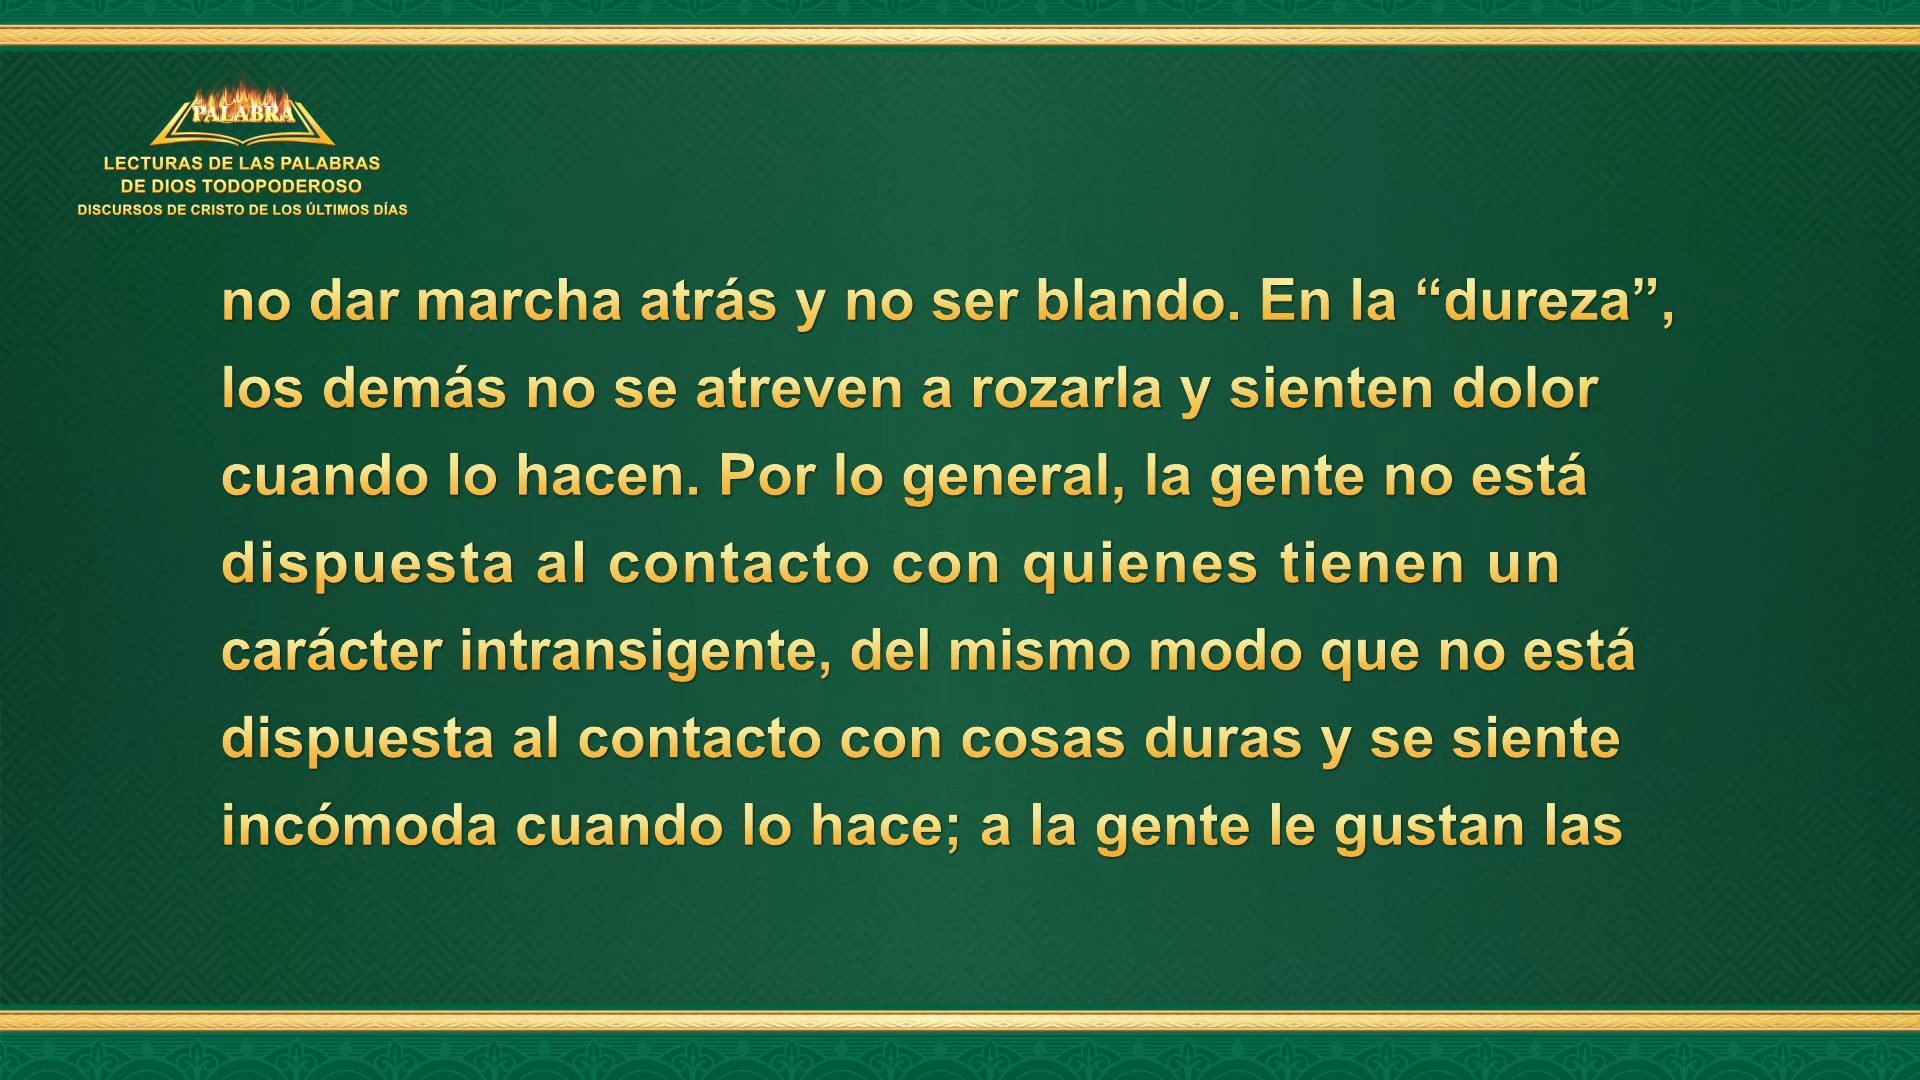 PALABRA
LECTURAS DE LAS PALABRAS
DE DIOS TODOPODEROSO
DISCURSOS DE CRISTO DE LOS ÚLTIMOS DÍAS
no dar marcha atrás y no ser blando. En la “dureza”,
los demás no se atreven a rozarla y sienten dolor
cuando lo hacen. Por lo general, la gente no está
dispuesta al contacto con quienes tienen un
carácter intransigente, del mismo modo que no está
dispuesta al contacto con cosas duras y se siente
incómoda cuando lo hace; a la gente le gustan las